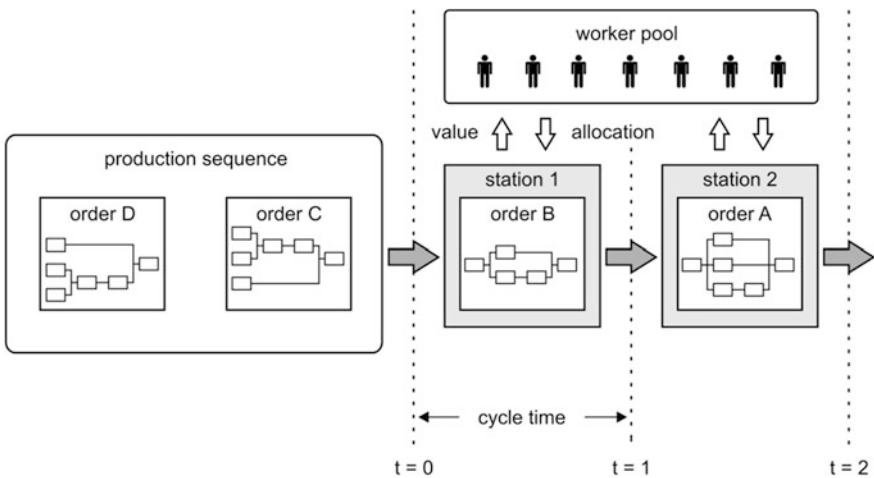 worker pool
value
allocation
production sequence
order D
order C
station 1
order B
station 2
order A
cycle time
t = 0
t = 1
t = 2